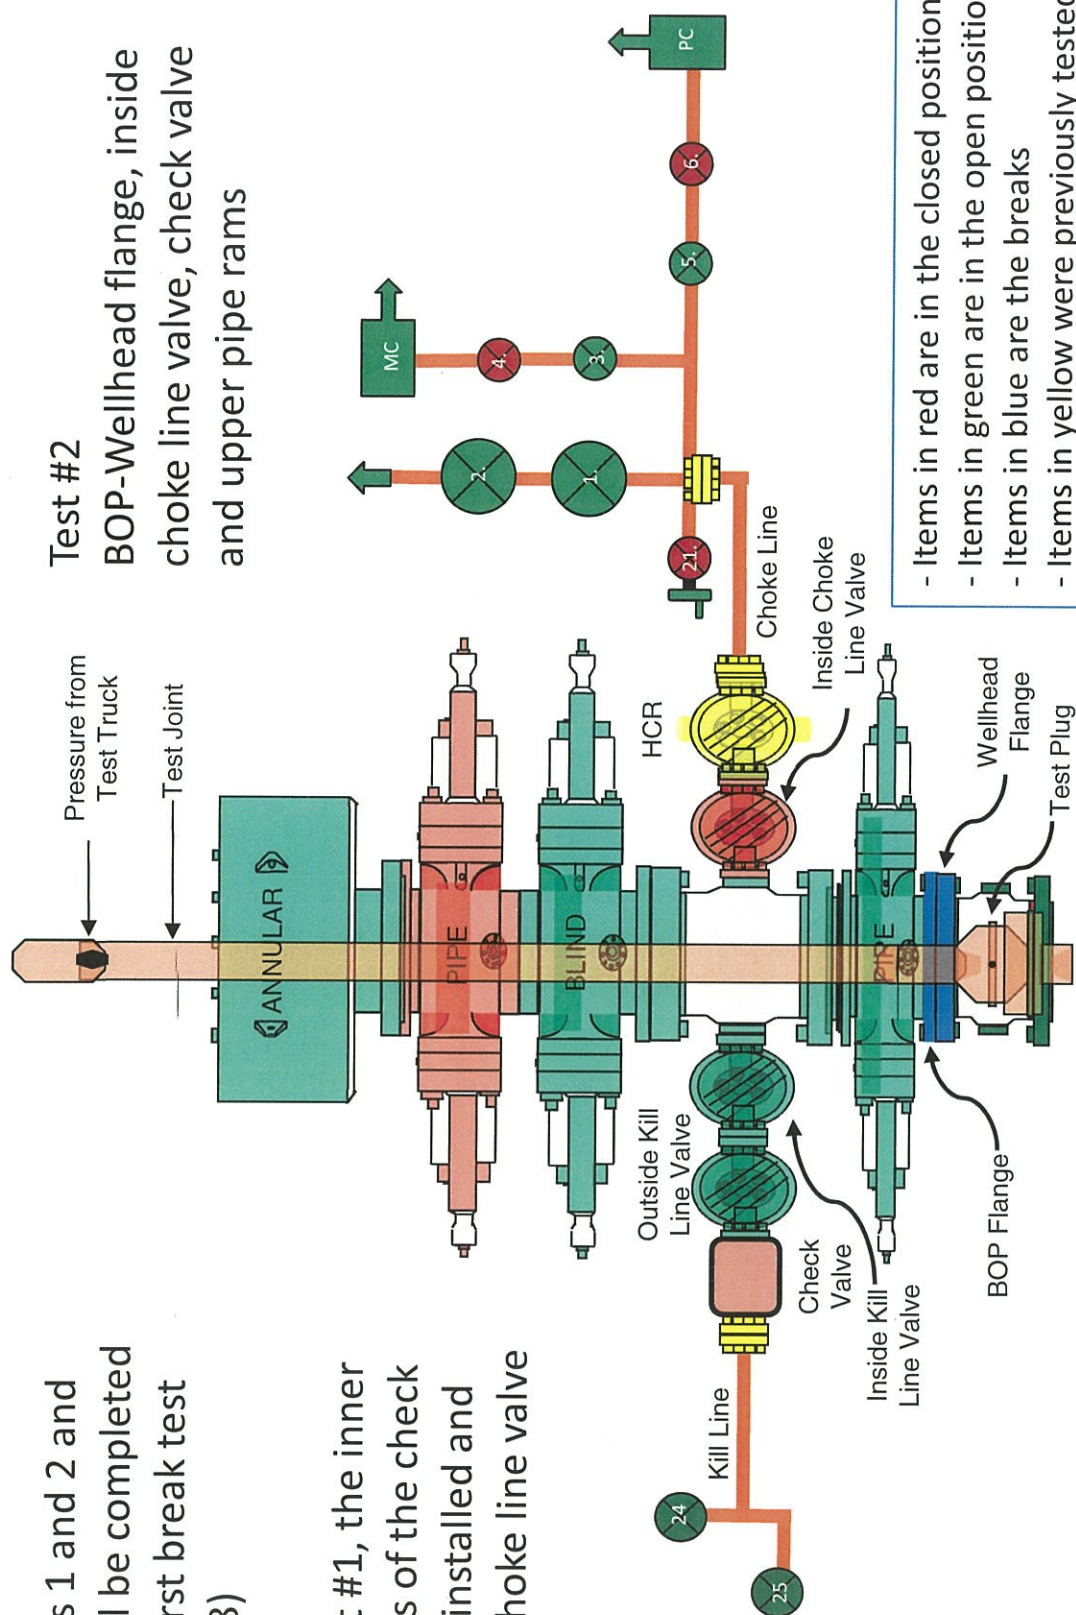 Test #2
BOP-Wellhead flange, inside
choke line valve, check valve
and upper pipe rams
s 1 and 2 and
l be completed
rst break test
3)
t #1, the inner
s of the check
installed and
hoke line valve
Pressure from
Test Truck
Test Joint
ANNULAR
PIPE
BLIND
PIPE
HCR
Outside Kill
Line Valve
Check
Valve
Inside Kill
Line Valve
Kill Line
24
25
BOP Flange
Inside Choke
Line Valve
Choke Line
Wellhead
Flange
Test Plug
MC
PC
1.
2.
3.
4.
5.
6.
21.
- Items in red are in the closed position
- Items in green are in the open positio
- Items in blue are the breaks
- Items in yellow were previously tested